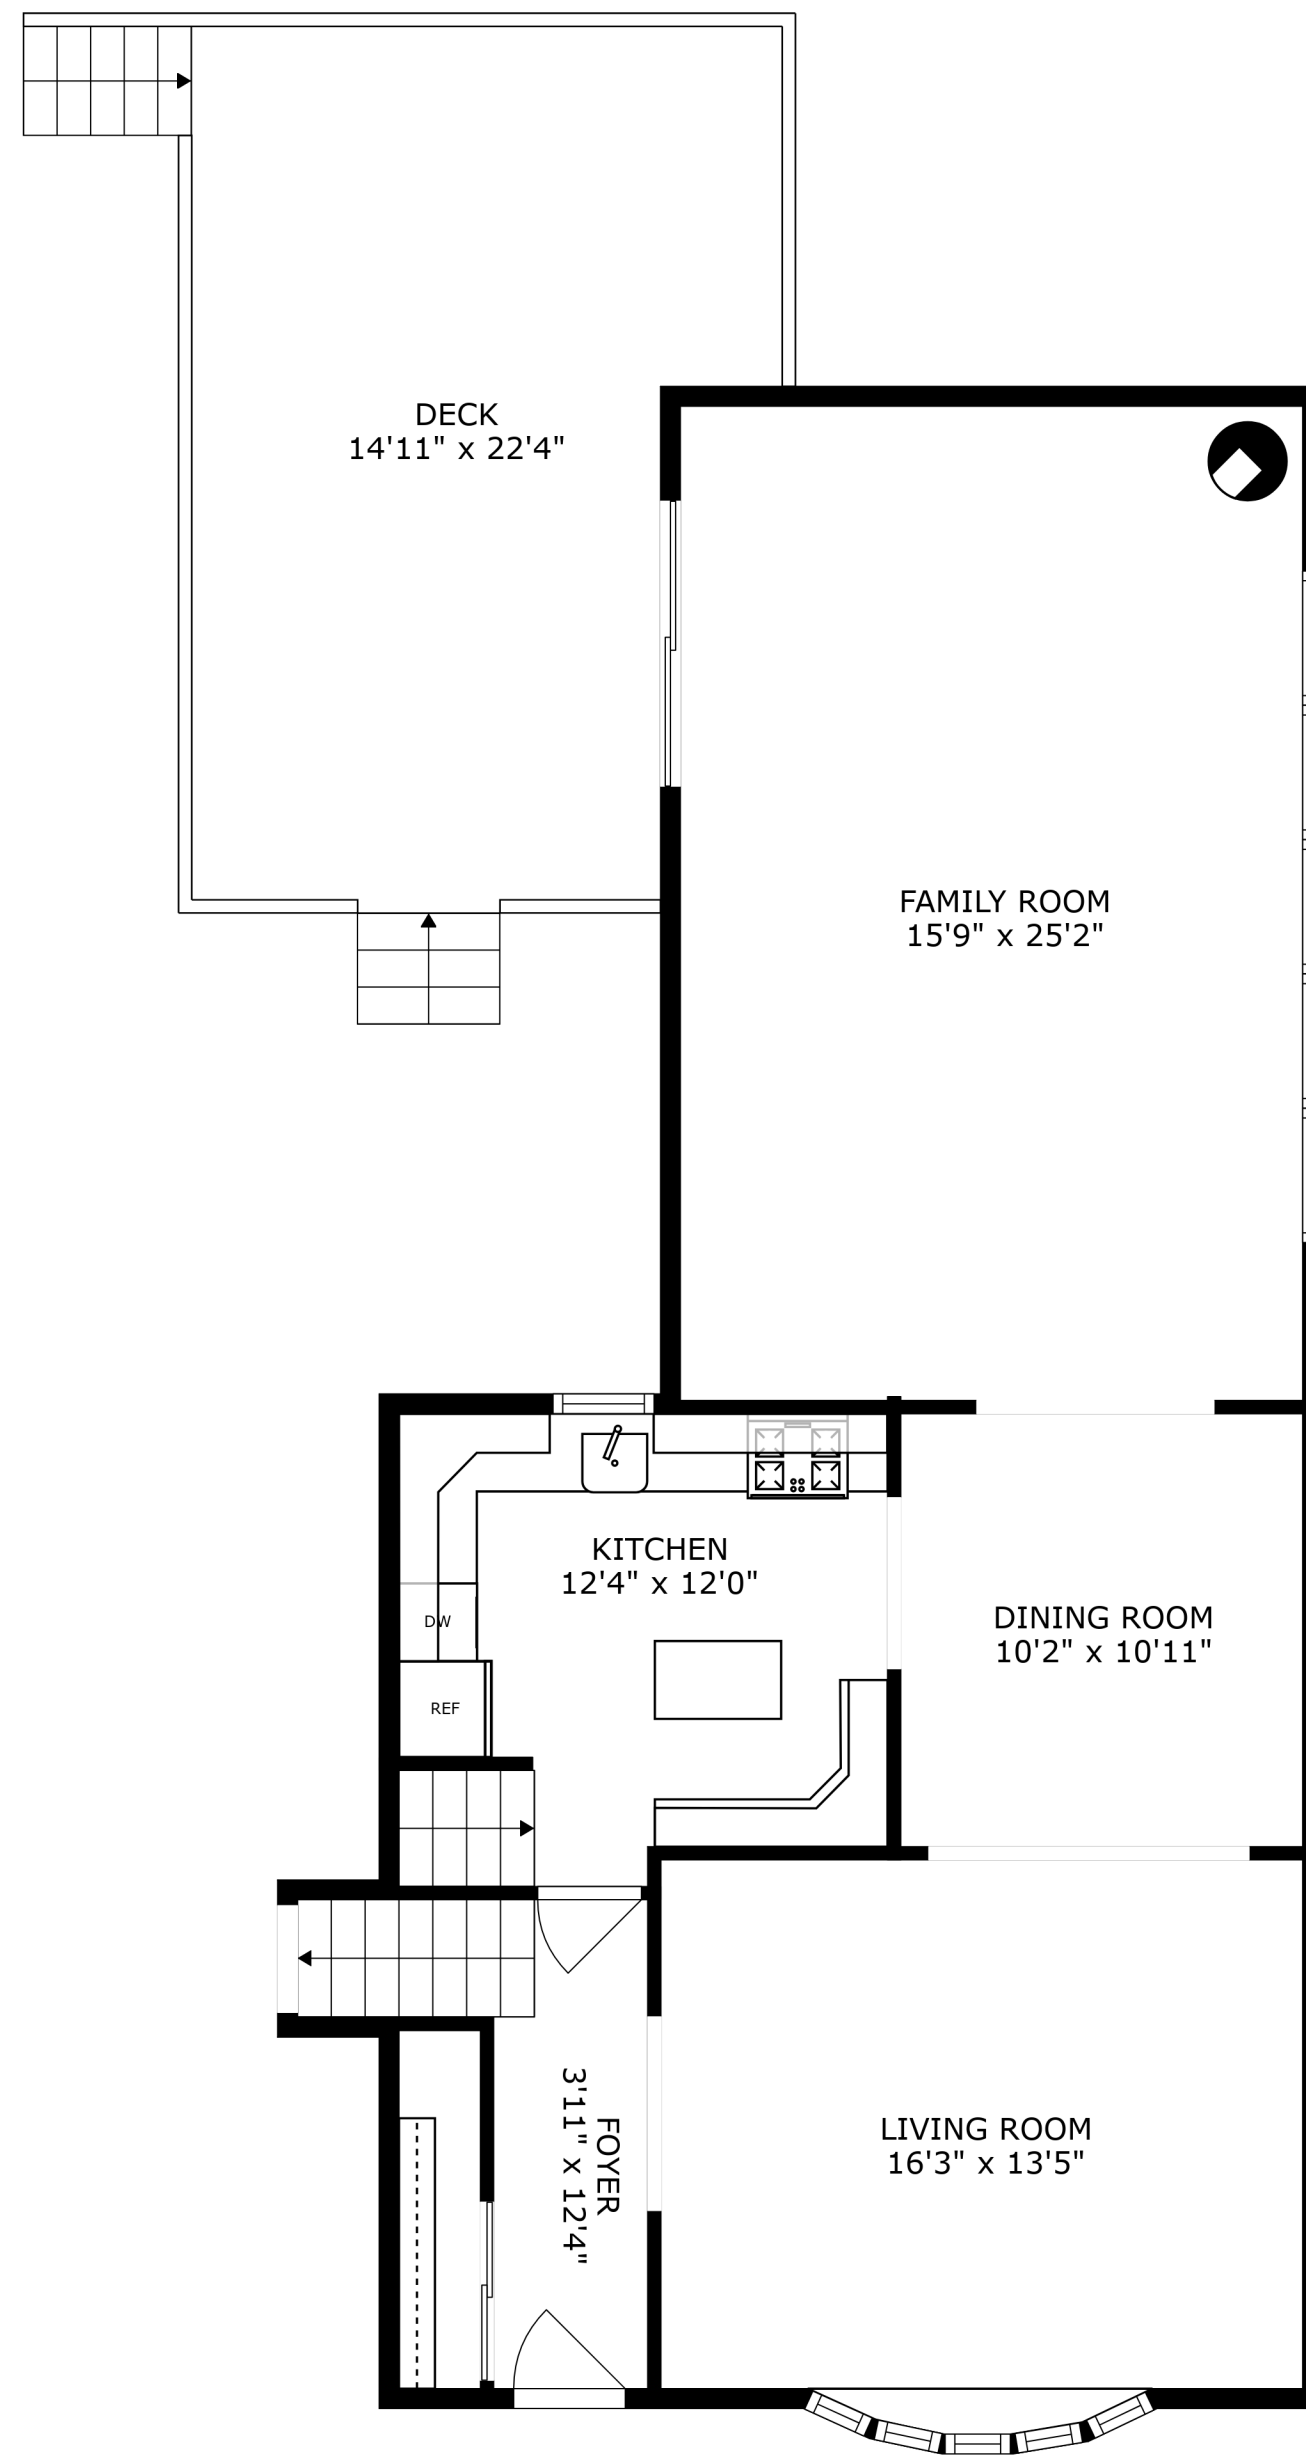 DECK
14'11" x 22'4"
FAMILY ROOM
15'9" x 25'2"
KITCHEN
12'4" x 12'0"
DINING ROOM
10'2" x 10'11"
DW
REF
FOYER
3'11" x 12'4"
LIVING ROOM
16'3" x 13'5"